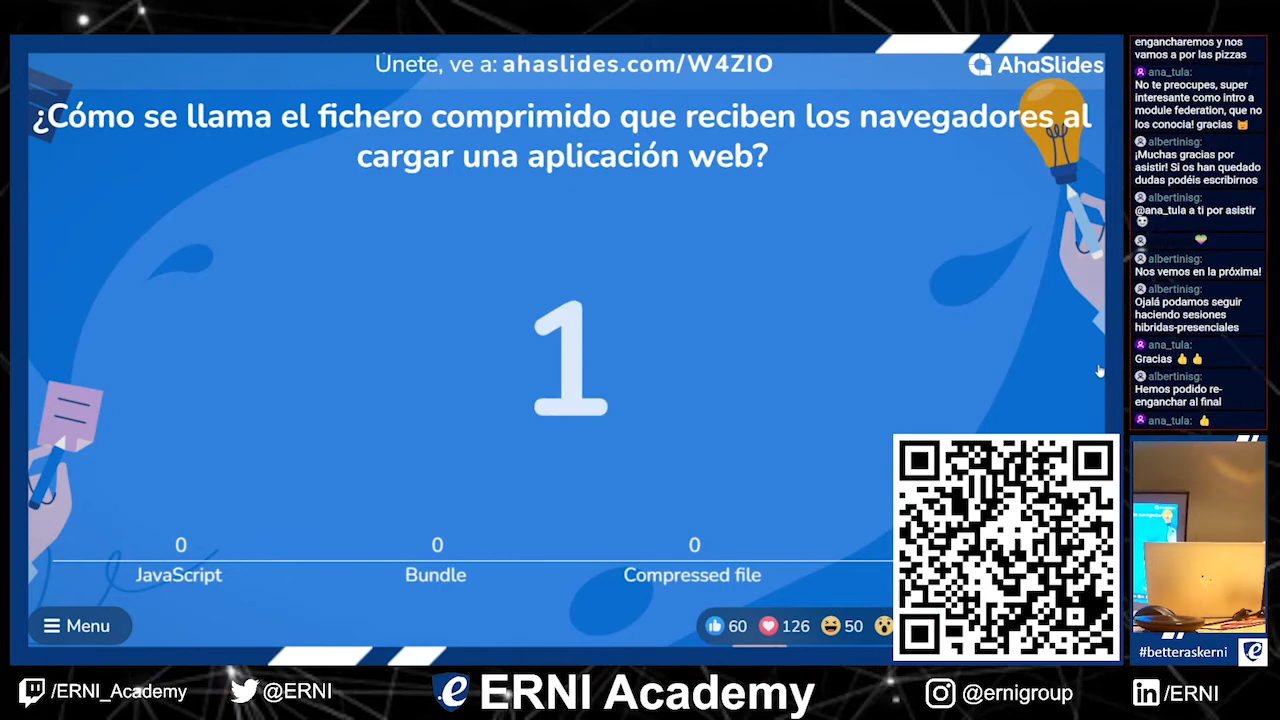 Únete, ve a: ahaslides.com/W4ZIO
AhaSlides
¿Cómo se llama el fichero comprimido que reciben los navegadores al
cargar una aplicación web?
1
0
0
0
JavaScript
Bundle
Compressed file
Menu
60
126
50
engancharemos y nos
vamos a por las pizzas
ana_tula:
No te preocupes, super
interesante como intro a
module federation, que no
los conocia! gracias
albertinisg:
¡Muchas gracias por
asistir! Si os han quedado
dudas podéis escribirnos
albertinisg:
@ana_tula a ti por asistir
albertinisg:
Nos vemos en la próxima!
albertinisg:
Ojalá podamos seguir
haciendo sesiones
hibridas-presenciales
ana_tula:
Gracias 👍 👍
albertinisg:
Hemos podido re-
enganchar al final
ana_tula: 👍
#betteraskerni
/ERNI_Academy
@ERNI
ERNI Academy
@ernigroup
/ERNI